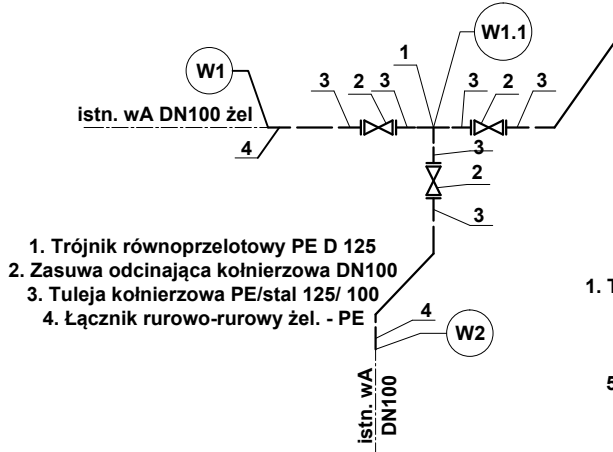 W1.1
W1
1
3
2
3
3
2
3
istn. wA DN100 żel
4
3
2
3
1. Trójnik równoprzelotowy PE D 125
2. Zasuwa odcinająca kołnierzowa DN100
3. Tuleja kołnierzowa PE/stal 125/ 100
4. Łącznik rurowo-rurowy żel. - PE
4
W2
istn. wA
DN100
1. T
5